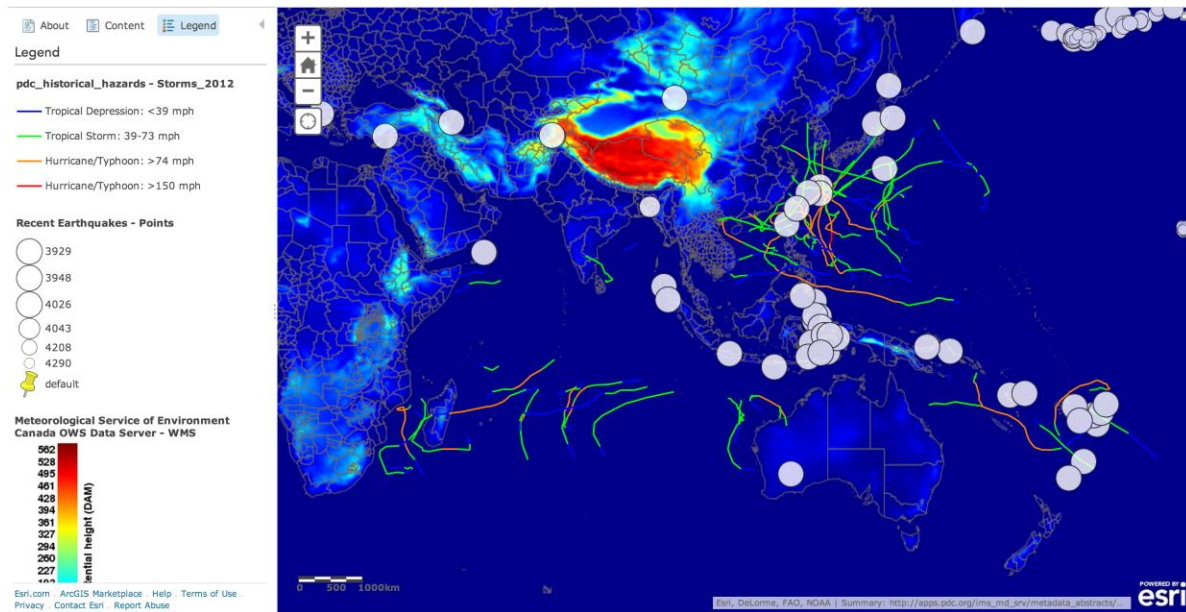 About Content Legend
Legend
pdc_historical_hazards - Storms_2012
Tropical Depression: <39 mph
Tropical Storm: 39-73 mph
Hurricane/Typhoon: >74 mph
Hurricane/Typhoon: >150 mph
Recent Earthquakes - Points
3929
3948
4026
4043
4208
4290
default
Meteorological Service of Environment
Canada OWS Data Server - WMS
562
528
495
461
428
394
361
327
294
260
227
ential height (DAM)
Esri.com . ArcGIS Marketplace . Help . Terms of Use .
Privacy . Contact Esri . Report Abuse
+
−
0 500 1000km
Esri, DeLorme, FAO, NOAA | Summary: http://apps.pdc.org/ims_md_srv/metadata_abstracts/...
POWERED BY
esri